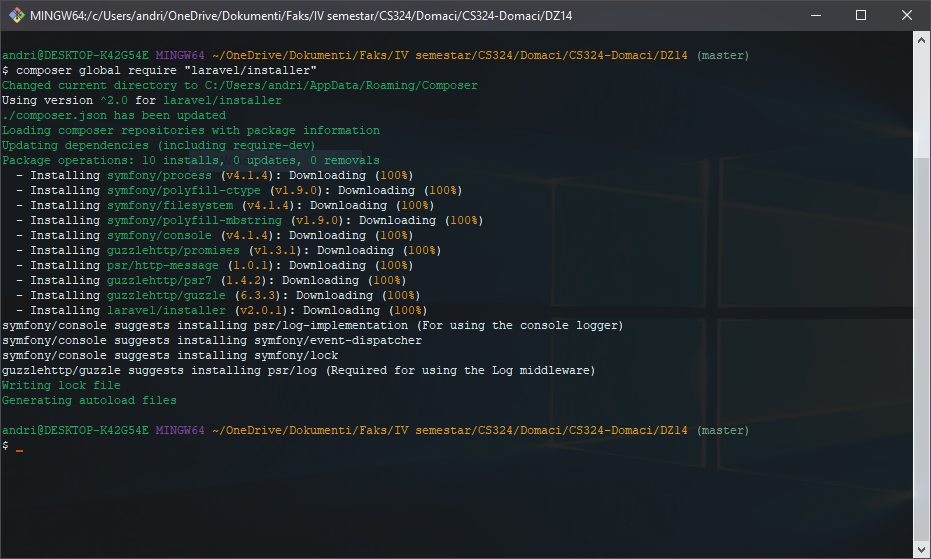 MINGW64:/c/Users/andri/OneDrive/Dokumenti/Faks/IV semestar/CS324/Domaci/CS324-Domaci/DZ14
andri@DESKTOP-K42G54E MINGW64 ~/OneDrive/Dokumenti/Faks/IV semestar/CS324/Domaci/CS324-Domaci/DZ14 (master)
$ composer global require "laravel/installer"
Changed current directory to C:/Users/andri/AppData/Roaming/Composer
Using version ^2.0 for laravel/installer
./composer.json has been updated
Loading composer repositories with package information
Updating dependencies (including require-dev)
Package operations: 10 installs, 0 updates, 0 removals
  - Installing symfony/process (v4.1.4): Downloading (100%)
  - Installing symfony/polyfill-ctype (v1.9.0): Downloading (100%)
  - Installing symfony/filesystem (v4.1.4): Downloading (100%)
  - Installing symfony/polyfill-mbstring (v1.9.0): Downloading (100%)
  - Installing symfony/console (v4.1.4): Downloading (100%)
  - Installing guzzlehttp/promises (v1.3.1): Downloading (100%)
  - Installing psr/http-message (1.0.1): Downloading (100%)
  - Installing guzzlehttp/psr7 (1.4.2): Downloading (100%)
  - Installing guzzlehttp/guzzle (6.3.3): Downloading (100%)
  - Installing laravel/installer (v2.0.1): Downloading (100%)
symfony/console suggests installing psr/log-implementation (For using the console logger)
symfony/console suggests installing symfony/event-dispatcher
symfony/console suggests installing symfony/lock
guzzlehttp/guzzle suggests installing psr/log (Required for using the Log middleware)
Writing lock file
Generating autoload files
andri@DESKTOP-K42G54E MINGW64 ~/OneDrive/Dokumenti/Faks/IV semestar/CS324/Domaci/CS324-Domaci/DZ14 (master)
$